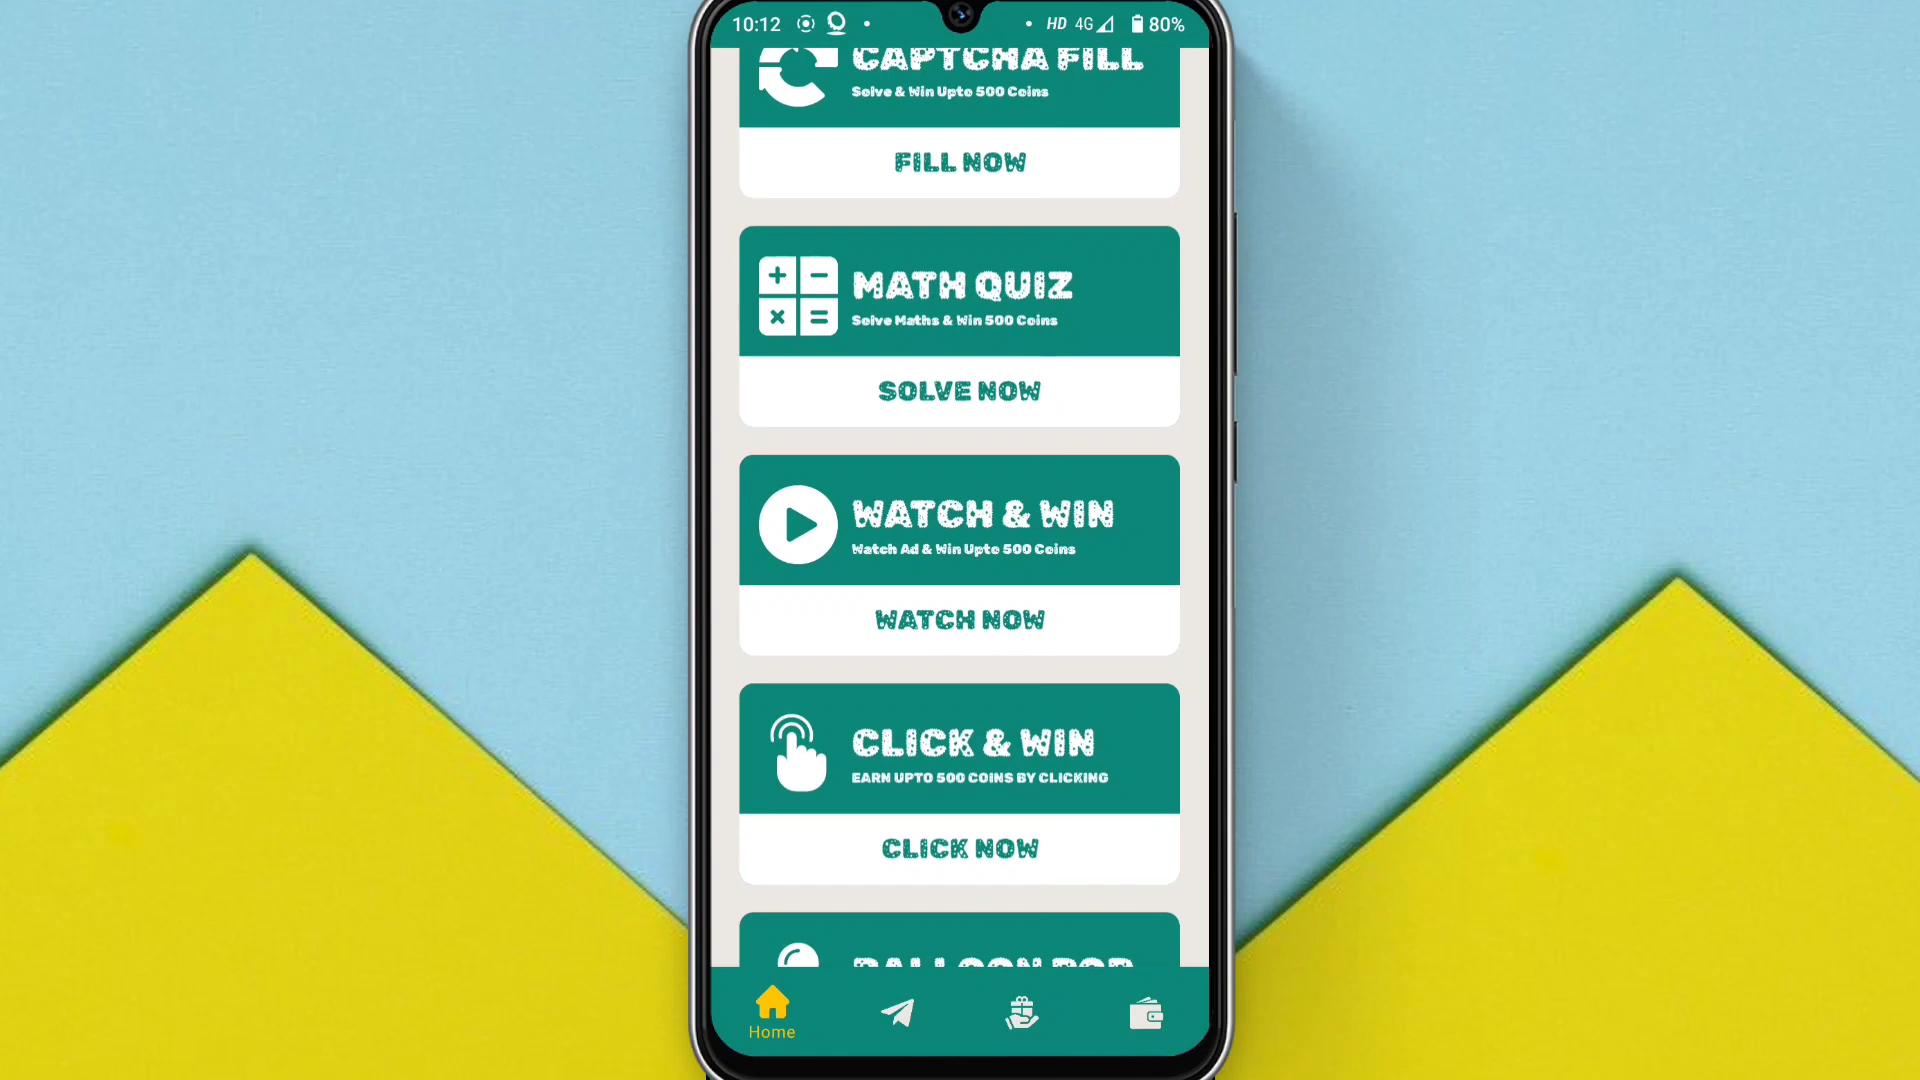 10:12 HD 4G 80%
CAPTCHA FILL
Solve & Win Upto 500 Coins
FILL NOW
MATH QUIZ
Solve Maths & Win 500 Coins
SOLVE NOW
WATCH & WIN
Watch Ad & Win Upto 500 Coins
WATCH NOW
CLICK & WIN
EARN UPTO 500 COINS BY CLICKING
CLICK NOW
BALLOON POP
Home